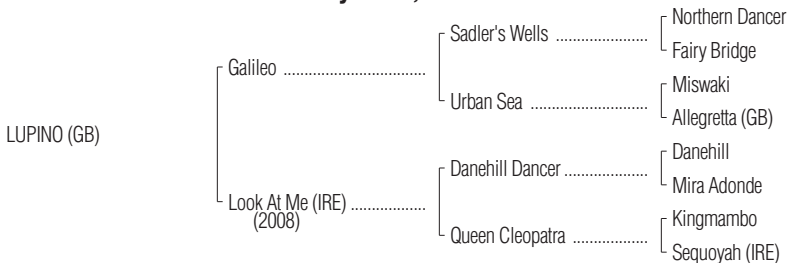 Northern Dancer
Sadler's Wells ...................
Fairy Bridge
Galileo ..................................
Miswaki
Urban Sea ............................
Allegretta (GB)
LUPINO (GB)
Danehill
Danehill Dancer ....................
Mira Adonde
Look At Me (IRE) ..................
(2008)
Kingmambo
Queen Cleopatra ..................
Sequoyah (IRE)